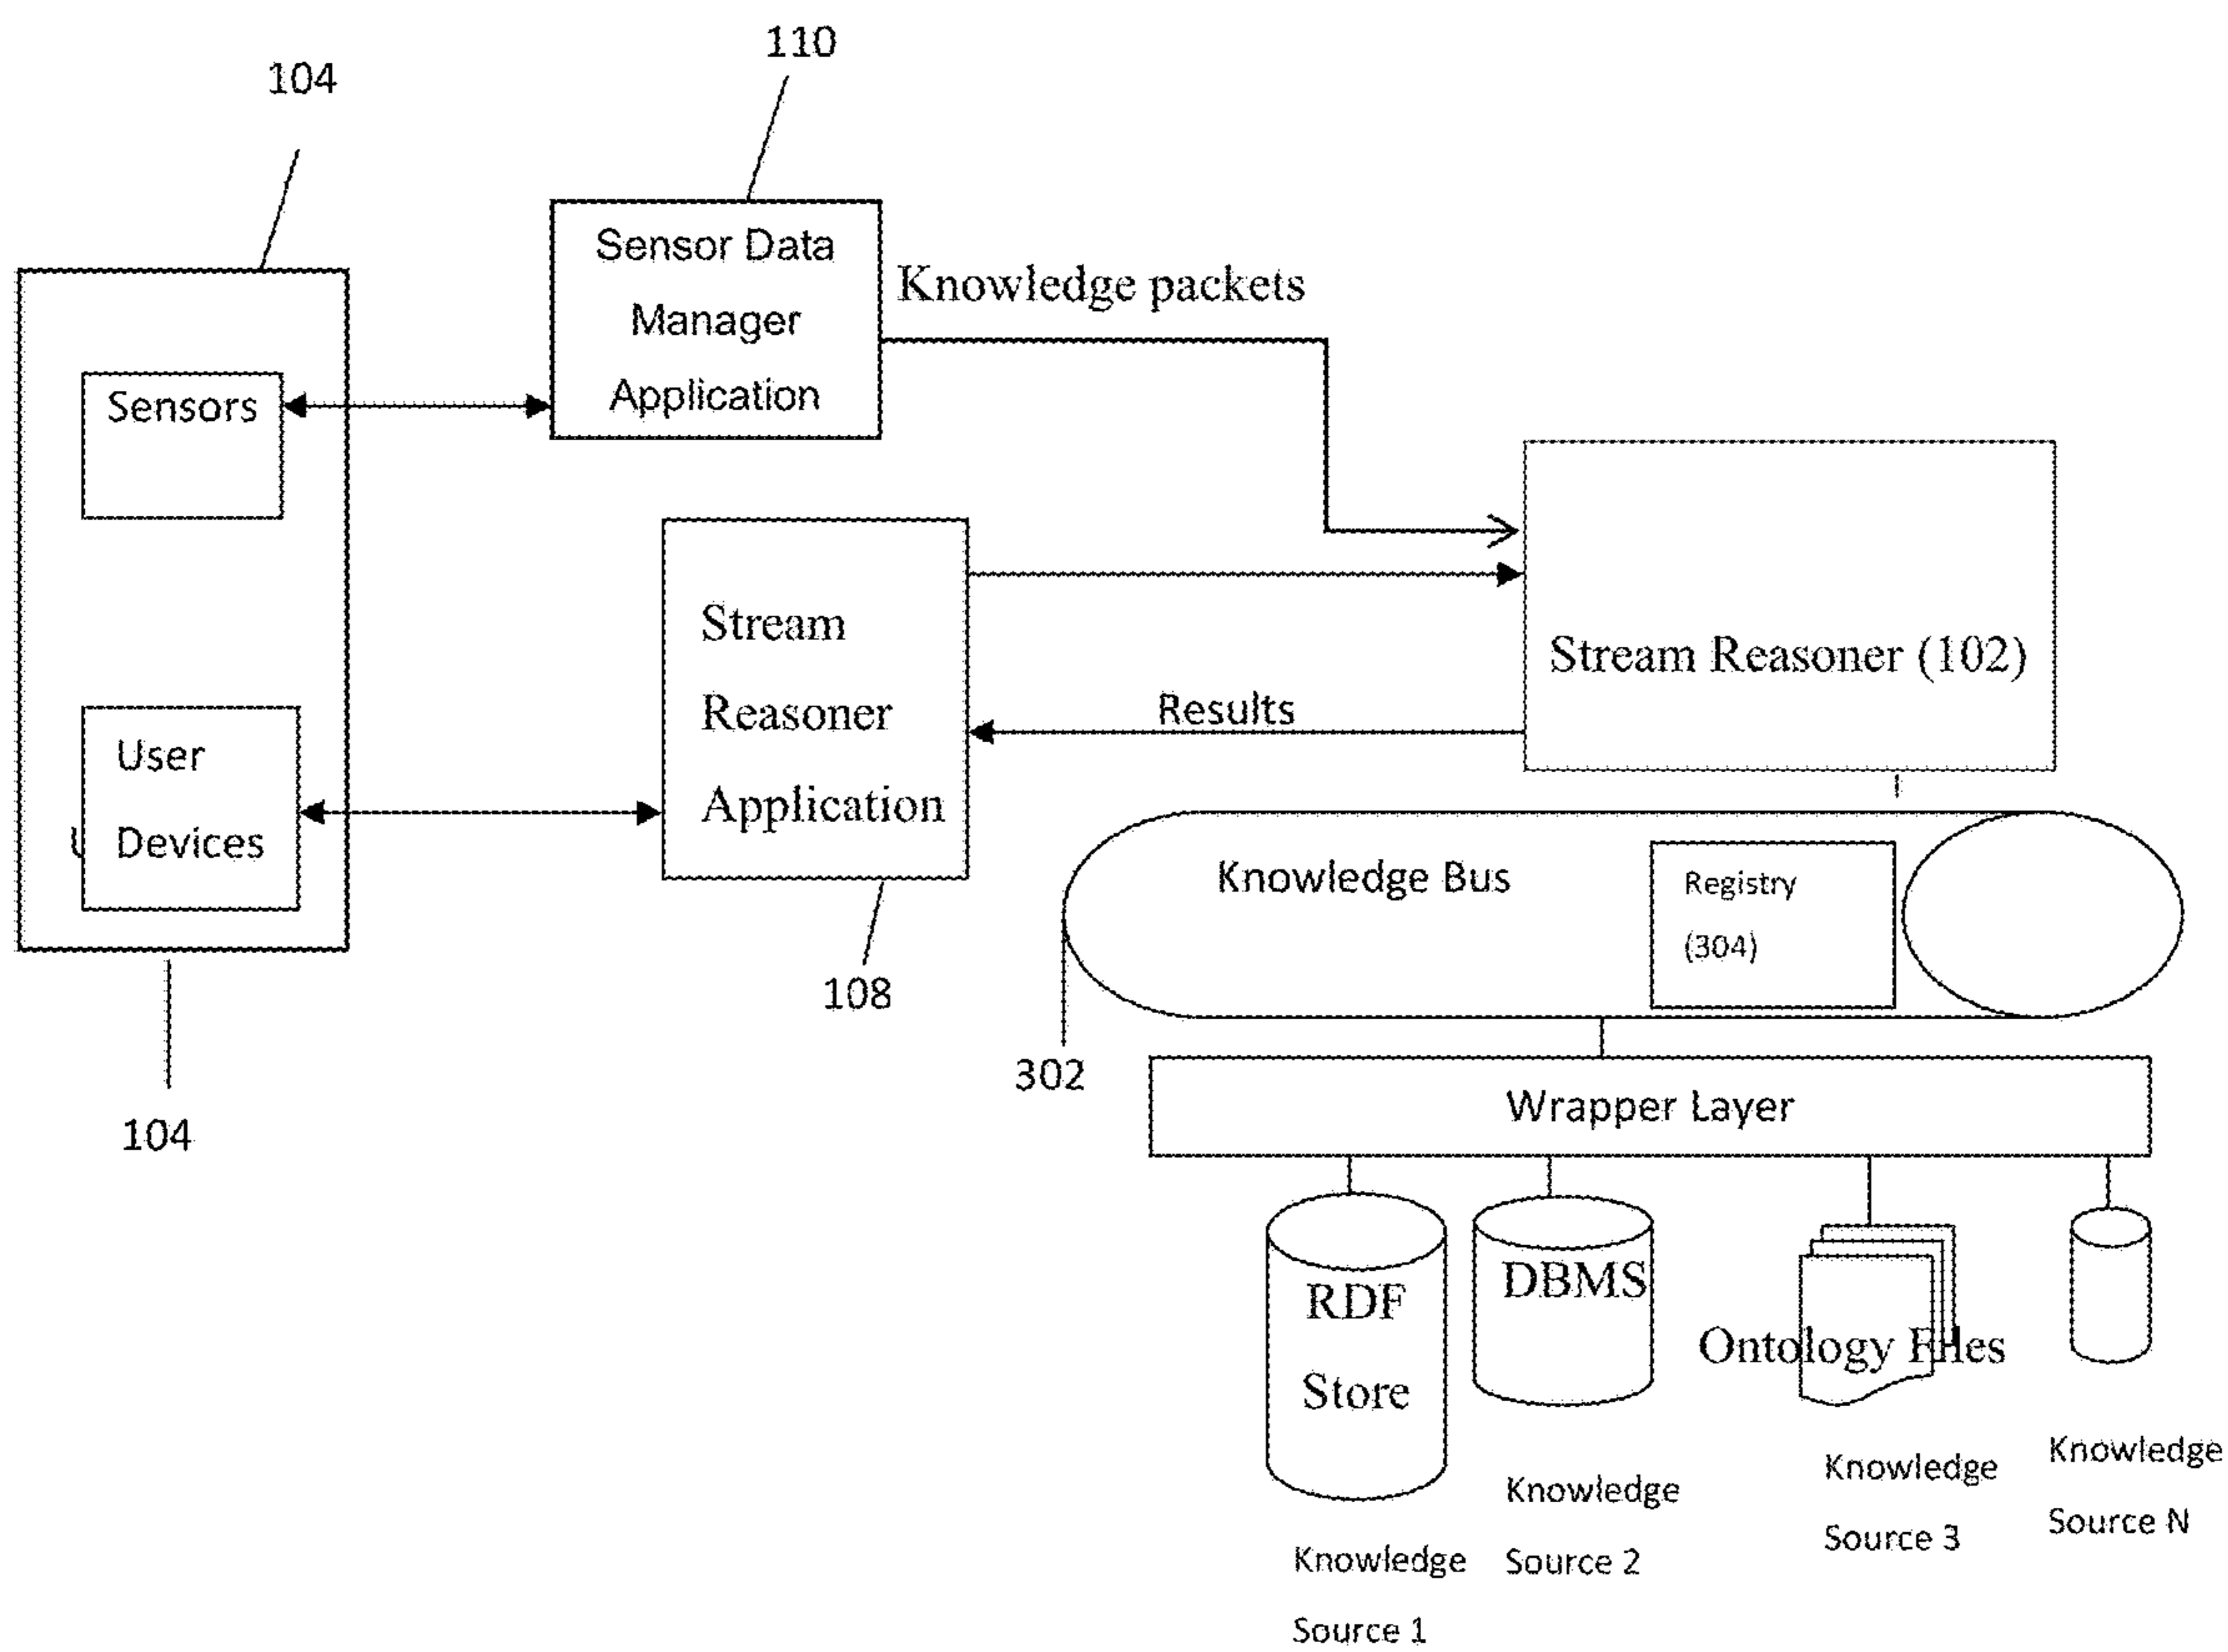 110
104
Sensor Data
Manager
Application
Knowledge packets
Sensors
Stream
Reasoner
Application
Stream Reasoner (102)
Results
User
Devices
Knowledge Bus
Registry
(304)
108
302
104
Wrapper Layer
RDF
Store
DBMS
Ontology Files
Knowledge
Source 1
Knowledge
Source 2
Knowledge
Source 3
Knowledge
Source N